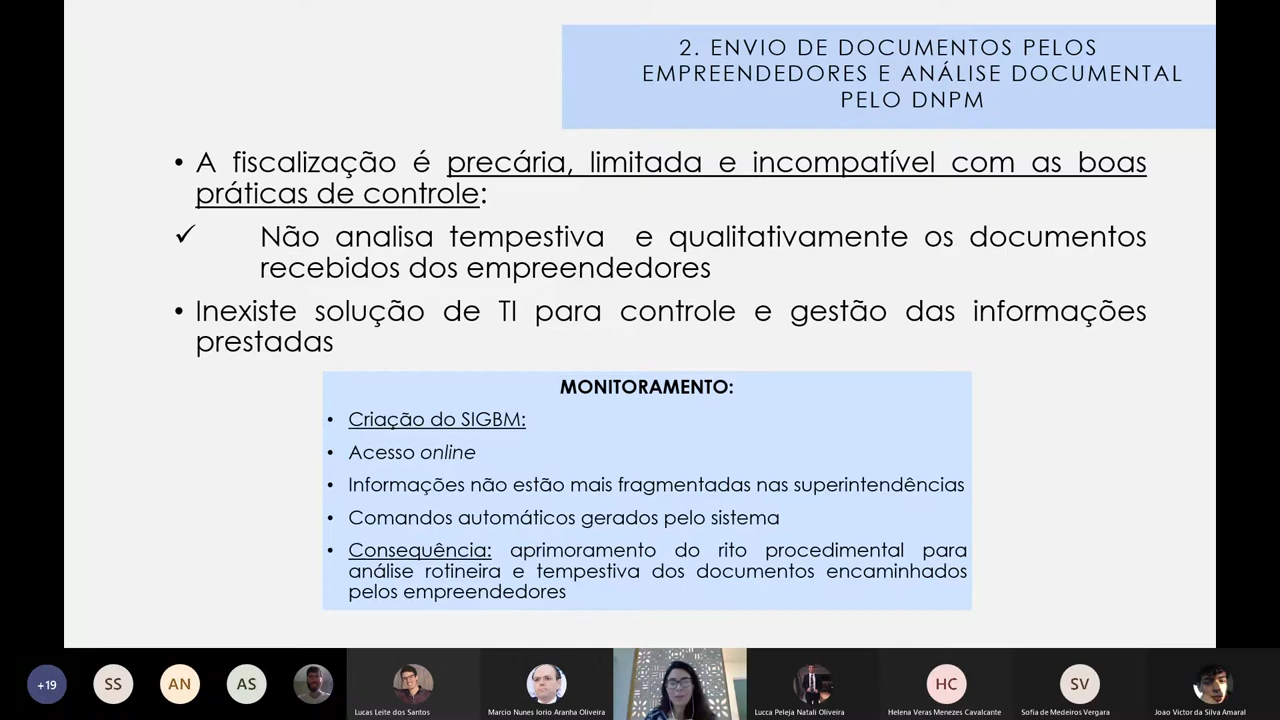 2. ENVIO DE DOCUMENTOS PELOS
EMPREENDEDORES E ANÁLISE DOCUMENTAL
PELO DNPM
• A fiscalização é precária, limitada e incompatível com as boas
práticas de controle:
✓ Não analisa tempestiva e qualitativamente os documentos
recebidos dos empreendedores
• Inexiste solução de TI para controle e gestão das informações
prestadas
MONITORAMENTO:
• Criação do SIGBM:
• Acesso online
• Informações não estão mais fragmentadas nas superintendências
• Comandos automáticos gerados pelo sistema
• Consequência: aprimoramento do rito procedimental para
análise rotineira e tempestiva dos documentos encaminhados
pelos empreendedores
+19
SS
AN
AS
HC
SV
Lucas Leite dos Santos
Marcio Nunes Iorio Aranha Oliveira
Lucca Peleja Natali Oliveira
Helena Veras Menezes Cavalcante
Sofia de Medeiros Vergara
Joao Victor da Silva Amaral